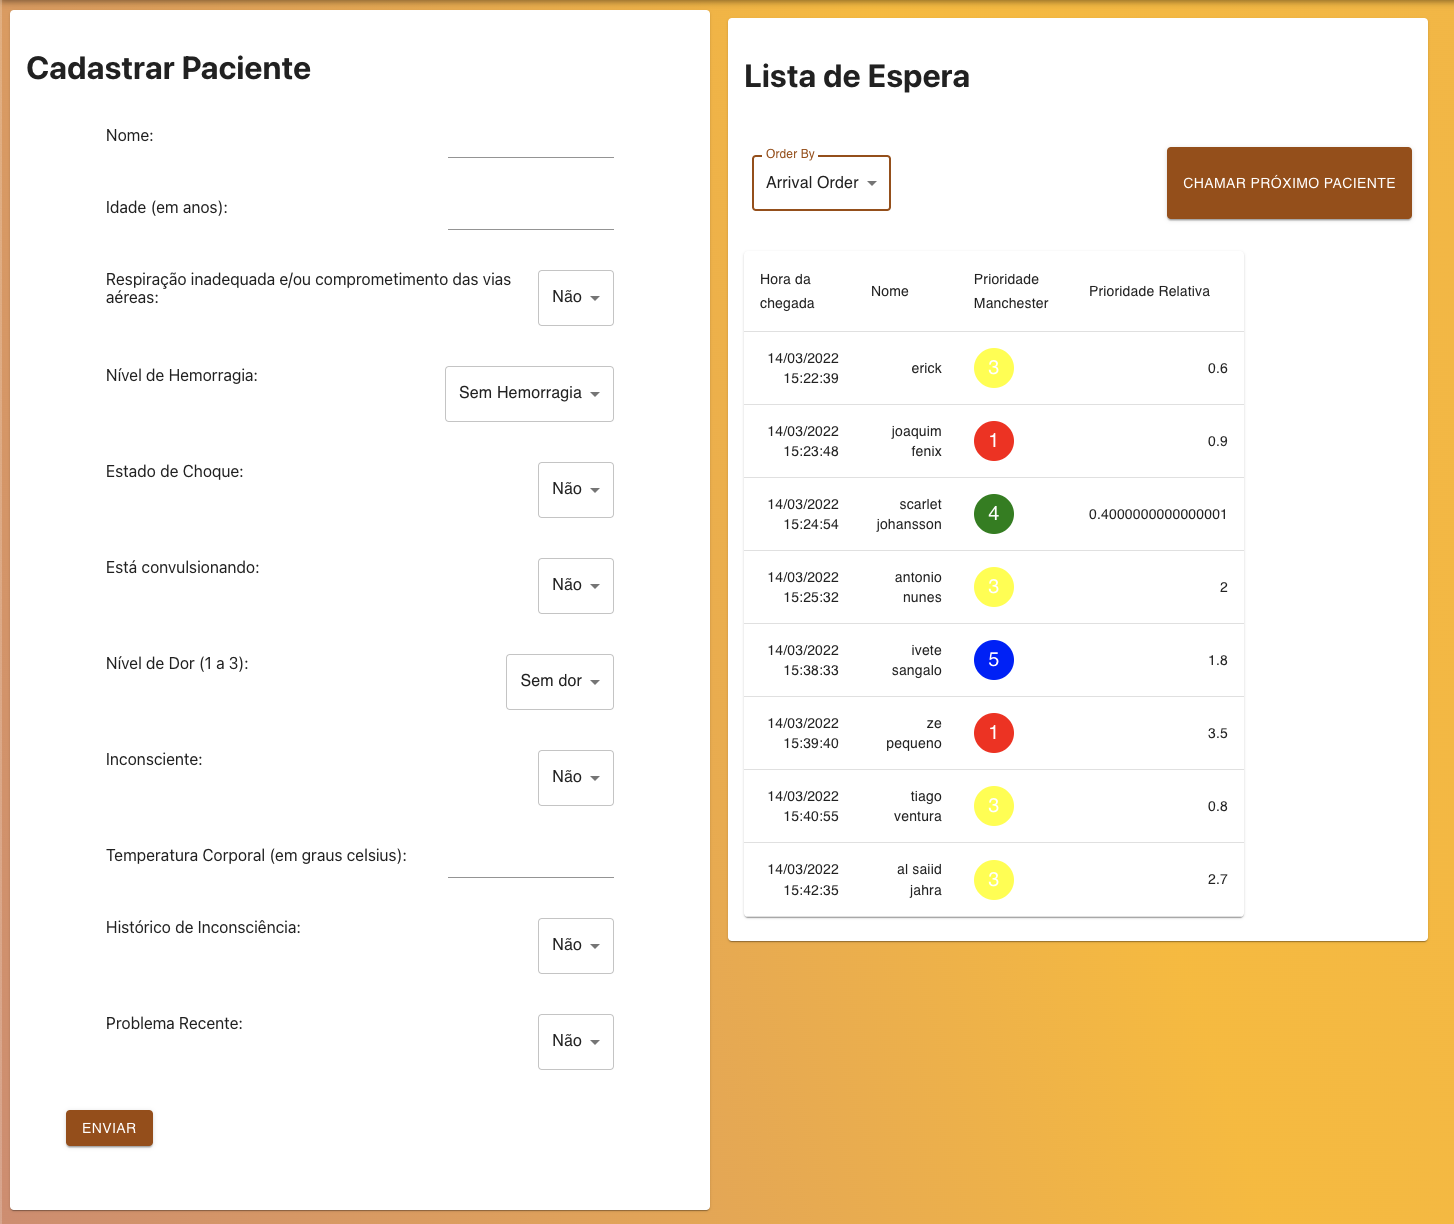 Cadastrar Paciente
Nome:
Idade (em anos):
Respiração inadequada e/ou comprometimento das vias
aéreas:
Não
Nível de Hemorragia:
Sem Hemorragia
Estado de Choque:
Não
Está convulsionando:
Não
Nível de Dor (1 a 3):
Sem dor
Inconsciente:
Não
Temperatura Corporal (em graus celsius):
Histórico de Inconsciência:
Não
Problema Recente:
Não
ENVIAR
Lista de Espera
Order By
Arrival Order
CHAMAR PRÓXIMO PACIENTE
Hora da
chegada
Nome
Prioridade
Manchester
Prioridade Relativa
14/03/2022
15:22:39
erick
3
0.6
14/03/2022
15:23:48
joaquim
fenix
1
0.9
14/03/2022
15:24:54
scarlet
johansson
4
0.4000000000000001
14/03/2022
15:25:32
antonio
nunes
3
2
14/03/2022
15:38:33
ivete
sangalo
5
1.8
14/03/2022
15:39:40
ze
pequeno
1
3.5
14/03/2022
15:40:55
tiago
ventura
3
0.8
14/03/2022
15:42:35
al saiid
jahra
3
2.7